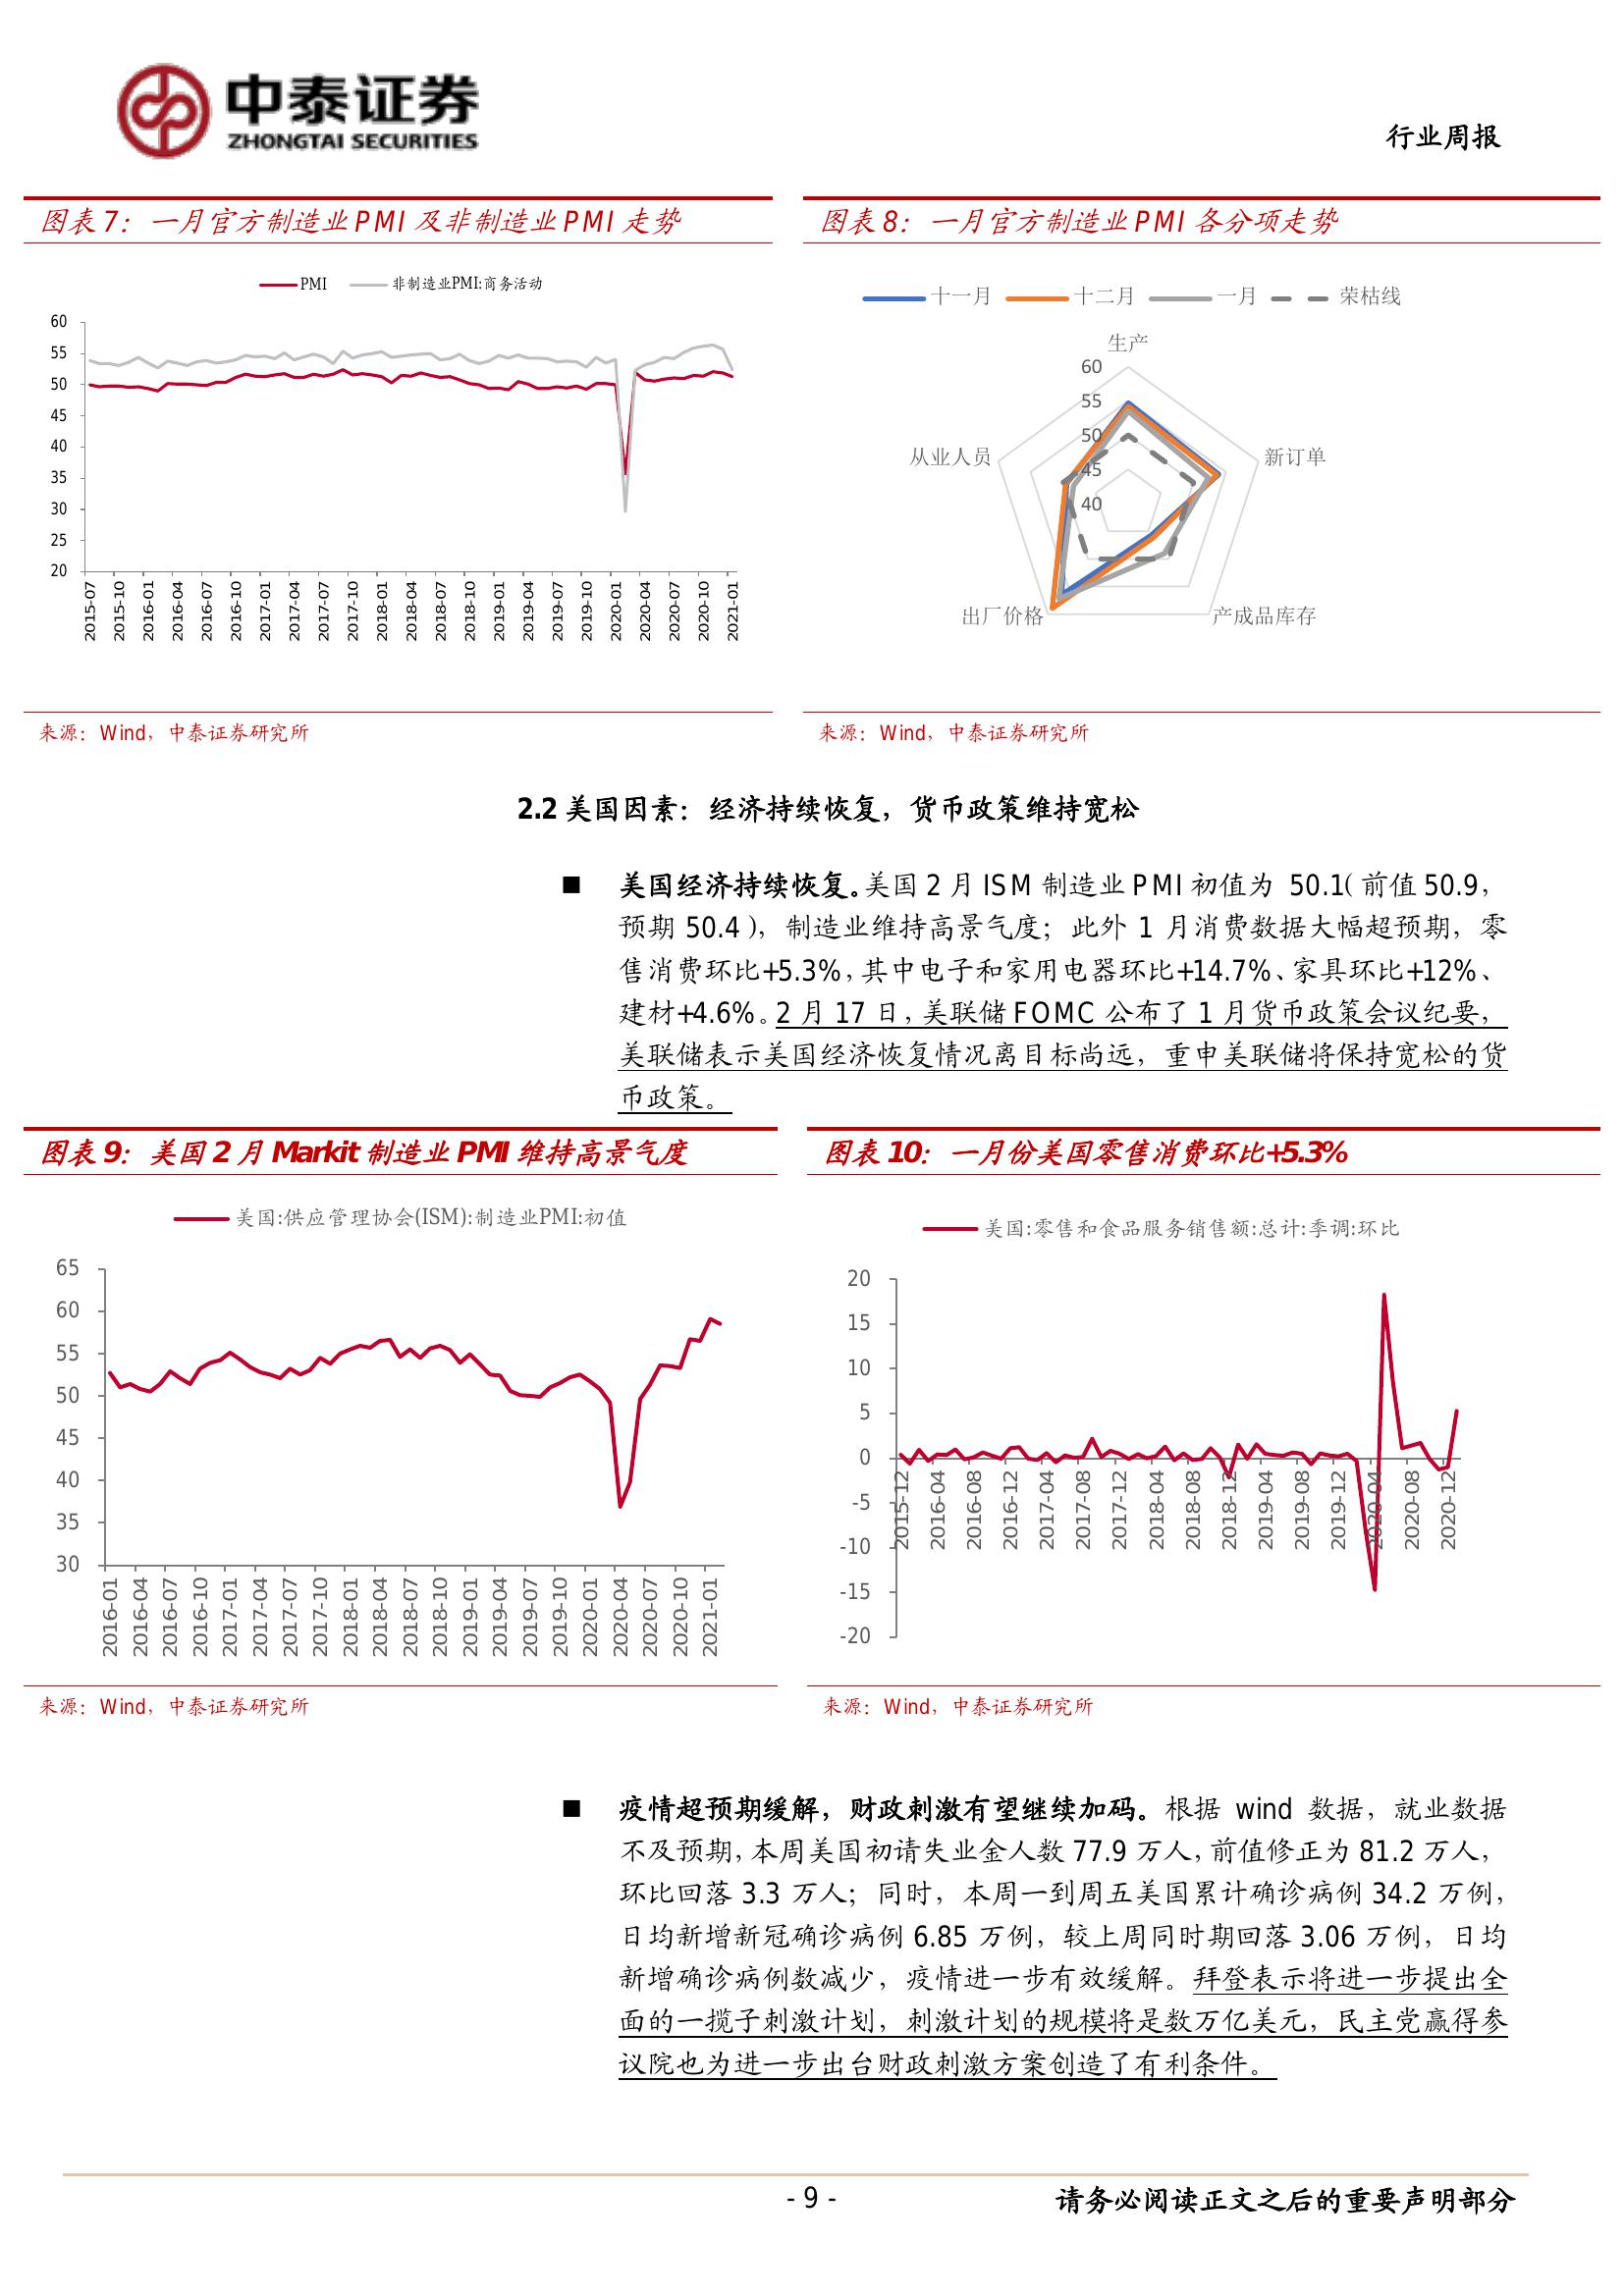 中泰证券
ZHONGTAI SECURITIES
行业周报
图表7：一月官方制造业PMI及非制造业PMI走势
PMI 非制造业PMI:商务活动
60
55
50
45
40
35
30
25
20
2015-07 2015-10 2016-01 2016-04 2016-07 2016-10 2017-01 2017-04 2017-07 2017-10 2018-01 2018-04 2018-07 2018-10 2019-01 2019-04 2019-07 2019-10 2020-01 2020-04 2020-07 2020-10 2021-01
来源：Wind，中泰证券研究所
图表8：一月官方制造业PMI各分项走势
十一月 十二月 一月 荣枯线
生产
60
55
50
45
40
从业人员
新订单
出厂价格
产成品库存
来源：Wind，中泰证券研究所
2.2 美国因素：经济持续恢复，货币政策维持宽松
■ 美国经济持续恢复。美国 2 月 ISM 制造业 PMI 初值为 50.1（前值 50.9，
预期 50.4），制造业维持高景气度；此外 1 月消费数据大幅超预期，零
售消费环比+5.3%，其中电子和家用电器环比+14.7%、家具环比+12%、
建材+4.6%。2 月 17 日，美联储 FOMC 公布了 1 月货币政策会议纪要，
美联储表示美国经济恢复情况离目标尚远，重申美联储将保持宽松的货
币政策。
图表9：美国2月Markit制造业PMI维持高景气度
美国:供应管理协会(ISM):制造业PMI:初值
65
60
55
50
45
40
35
30
2016-01 2016-04 2016-07 2016-10 2017-01 2017-04 2017-07 2017-10 2018-01 2018-04 2018-07 2018-10 2019-01 2019-04 2019-07 2019-10 2020-01 2020-04 2020-07 2020-10 2021-01
来源：Wind，中泰证券研究所
图表10：一月份美国零售消费环比+5.3%
美国:零售和食品服务销售额:总计:季调:环比
20
15
10
5
0
-5
-10
-15
-20
2015-12 2016-04 2016-08 2016-12 2017-04 2017-08 2017-12 2018-04 2018-08 2018-12 2019-04 2019-08 2019-12 2020-04 2020-08 2020-12
来源：Wind，中泰证券研究所
■ 疫情超预期缓解，财政刺激有望继续加码。根据 wind 数据，就业数据
不及预期，本周美国初请失业金人数 77.9 万人，前值修正为 81.2 万人，
环比回落 3.3 万人；同时，本周一到周五美国累计确诊病例 34.2 万例，
日均新增新冠确诊病例 6.85 万例，较上周同时期回落 3.06 万例，日均
新增确诊病例数减少，疫情进一步有效缓解。拜登表示将进一步提出全
面的一揽子刺激计划，刺激计划的规模将是数万亿美元，民主党赢得参
议院也为进一步出台财政刺激方案创造了有利条件。
- 9 -
请务必阅读正文之后的重要声明部分